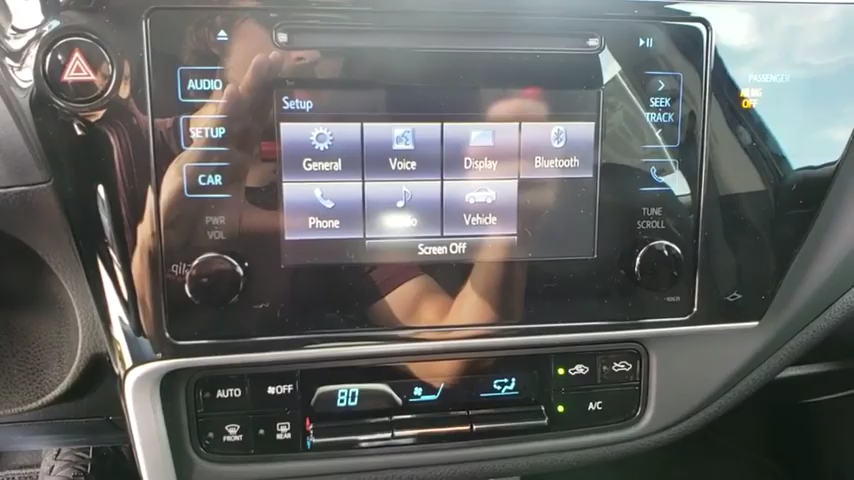 AUDIO
SETUP
CAR
PWR
VOL
Setup
General
Voice
Display
Bluetooth
Phone
Vehicle
Screen Off
SEEK
TRACK
TUNE
SCROLL
PASSENGER
OFF
AUTO
OFF
80
FRONT
REAR
A/C